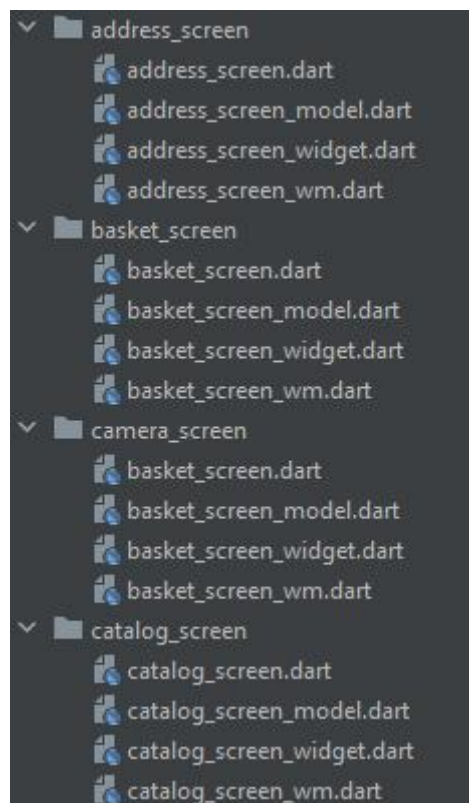 address_screen
address_screen.dart
address_screen_model.dart
address_screen_widget.dart
address_screen_wm.dart
basket_screen
basket_screen.dart
basket_screen_model.dart
basket_screen_widget.dart
basket_screen_wm.dart
camera_screen
basket_screen.dart
basket_screen_model.dart
basket_screen_widget.dart
basket_screen_wm.dart
catalog_screen
catalog_screen.dart
catalog_screen_model.dart
catalog_screen_widget.dart
catalog_screen_wm.dart